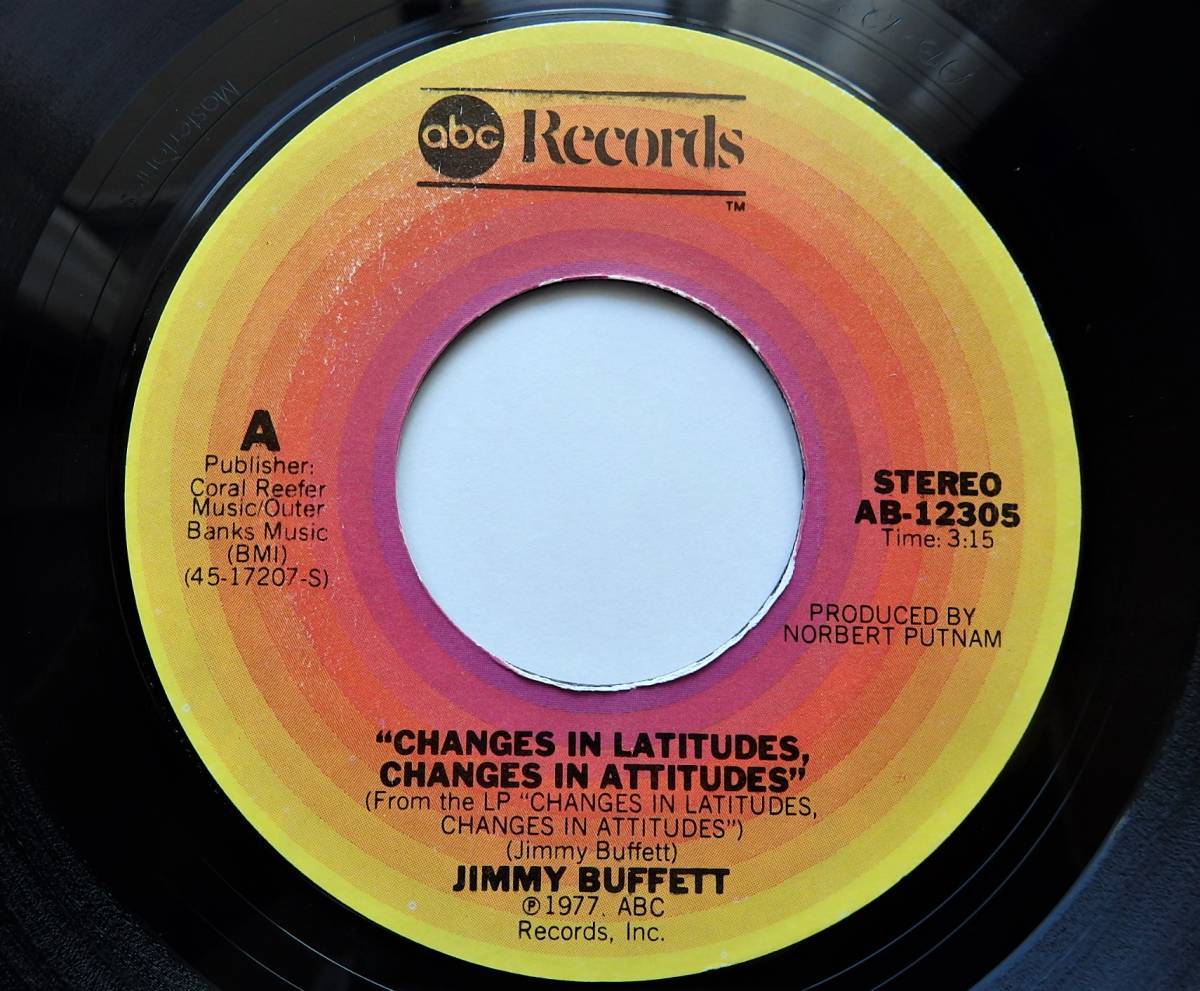 abc Records
TM
A
Publisher:
Coral Reefer
Music/Outer
Banks Music
(BMI)
(45-17207-S)
STEREO
AB-12305
Time: 3:15
PRODUCED BY
NORBERT PUTNAM
“CHANGES IN LATITUDES,
CHANGES IN ATTITUDES”
(From the LP “CHANGES IN LATITUDES,
CHANGES IN ATTITUDES”)
(Jimmy Buffett)
JIMMY BUFFETT
℗1977. ABC
Records, Inc.